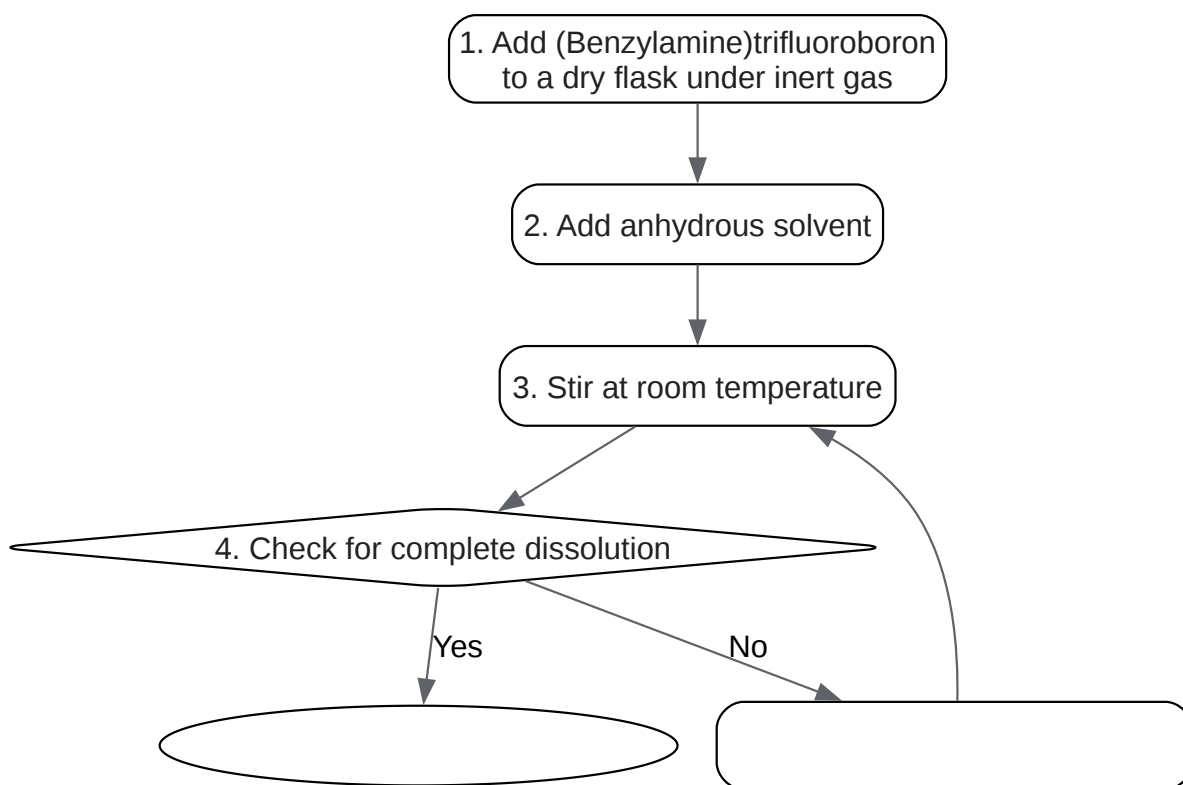 1. Add (Benzylamine)trifluoroboron
to a dry flask under inert gas
2. Add anhydrous solvent
3. Stir at room temperature
4. Check for complete dissolution
Yes
No